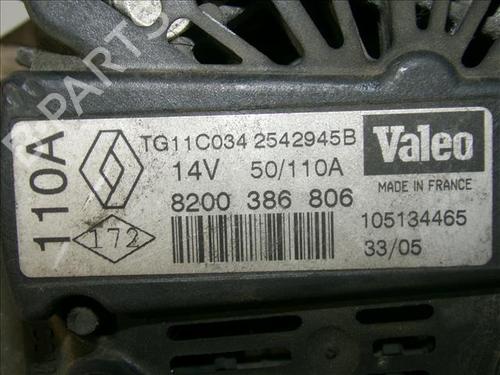 110A
TG11C034 2542945B
14V 50/110A
8200 386 806
172
Valeo
MADE IN FRANCE
105134465
33/05